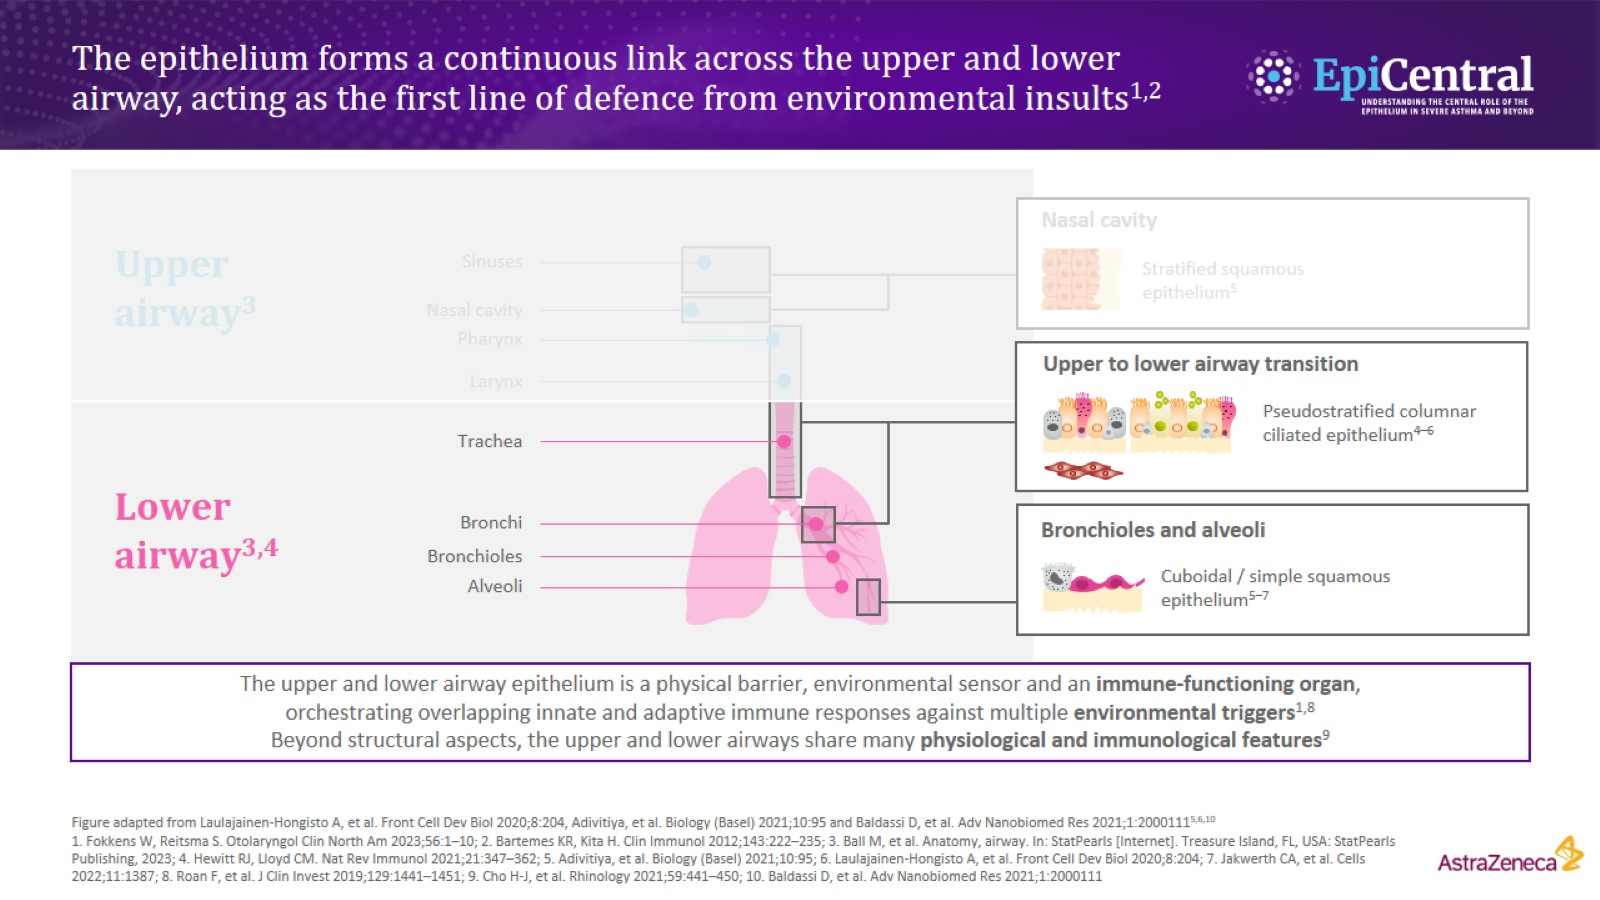 The epithelium forms a continuous link across the upper and lower
airway, acting as the first line of defence from environmental insults1,2
EpiCentral
UNDERSTANDING THE CENTRAL ROLE OF THE
EPITHELIUM IN SEVERE ASTHMA AND BEYOND
Upper
airway3
Sinuses
Nasal cavity
Pharynx
Larynx
Nasal cavity
Stratified squamous
epithelium5
Upper to lower airway transition
Pseudostratified columnar
ciliated epithelium4–6
Lower
airway3,4
Trachea
Bronchi
Bronchioles
Alveoli
Bronchioles and alveoli
Cuboidal / simple squamous
epithelium5–7
The upper and lower airway epithelium is a physical barrier, environmental sensor and an immune-functioning organ,
orchestrating overlapping innate and adaptive immune responses against multiple environmental triggers1,8
Beyond structural aspects, the upper and lower airways share many physiological and immunological features9
Figure adapted from Laulajainen-Hongisto A, et al. Front Cell Dev Biol 2020;8:204, Adivitiya, et al. Biology (Basel) 2021;10:95 and Baldassi D, et al. Adv Nanobiomed Res 2021;1:20001115,6,10
1. Fokkens W, Reitsma S. Otolaryngol Clin North Am 2023;56:1–10; 2. Bartemes KR, Kita H. Clin Immunol 2012;143:222–235; 3. Ball M, et al. Anatomy, airway. In: StatPearls [Internet]. Treasure Island, FL, USA: StatPearls
Publishing, 2023; 4. Hewitt RJ, Lloyd CM. Nat Rev Immunol 2021;21:347–362; 5. Adivitiya, et al. Biology (Basel) 2021;10:95; 6. Laulajainen-Hongisto A, et al. Front Cell Dev Biol 2020;8:204; 7. Jakwerth CA, et al. Cells
2022;11:1387; 8. Roan F, et al. J Clin Invest 2019;129:1441–1451; 9. Cho H-J, et al. Rhinology 2021;59:441–450; 10. Baldassi D, et al. Adv Nanobiomed Res 2021;1:2000111
AstraZeneca